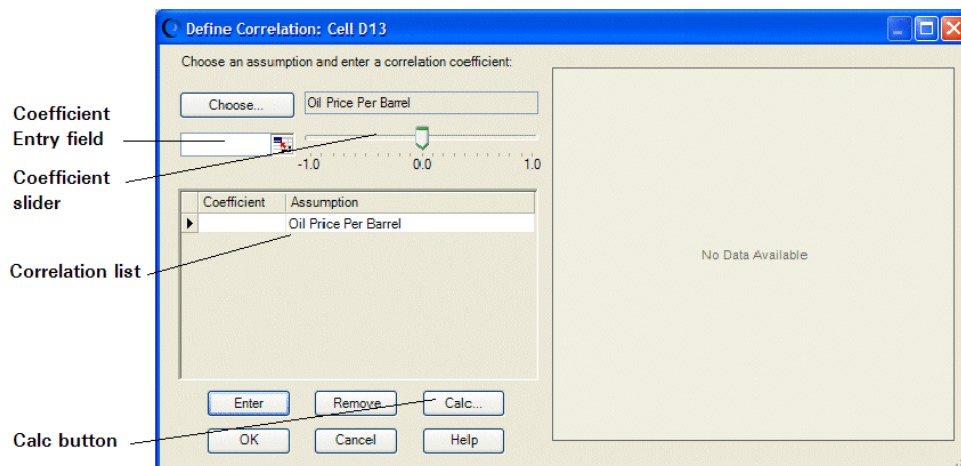 Define Correlation: Cell D13
Choose an assumption and enter a correlation coefficient:
Choose...
Oil Price Per Barrel
Coefficient
Entry field
-1.0
0.0
1.0
Coefficient
slider
Coefficient
Assumption
Oil Price Per Barrel
Correlation list
No Data Available
Enter
Remove
Calc...
Calc button
OK
Cancel
Help